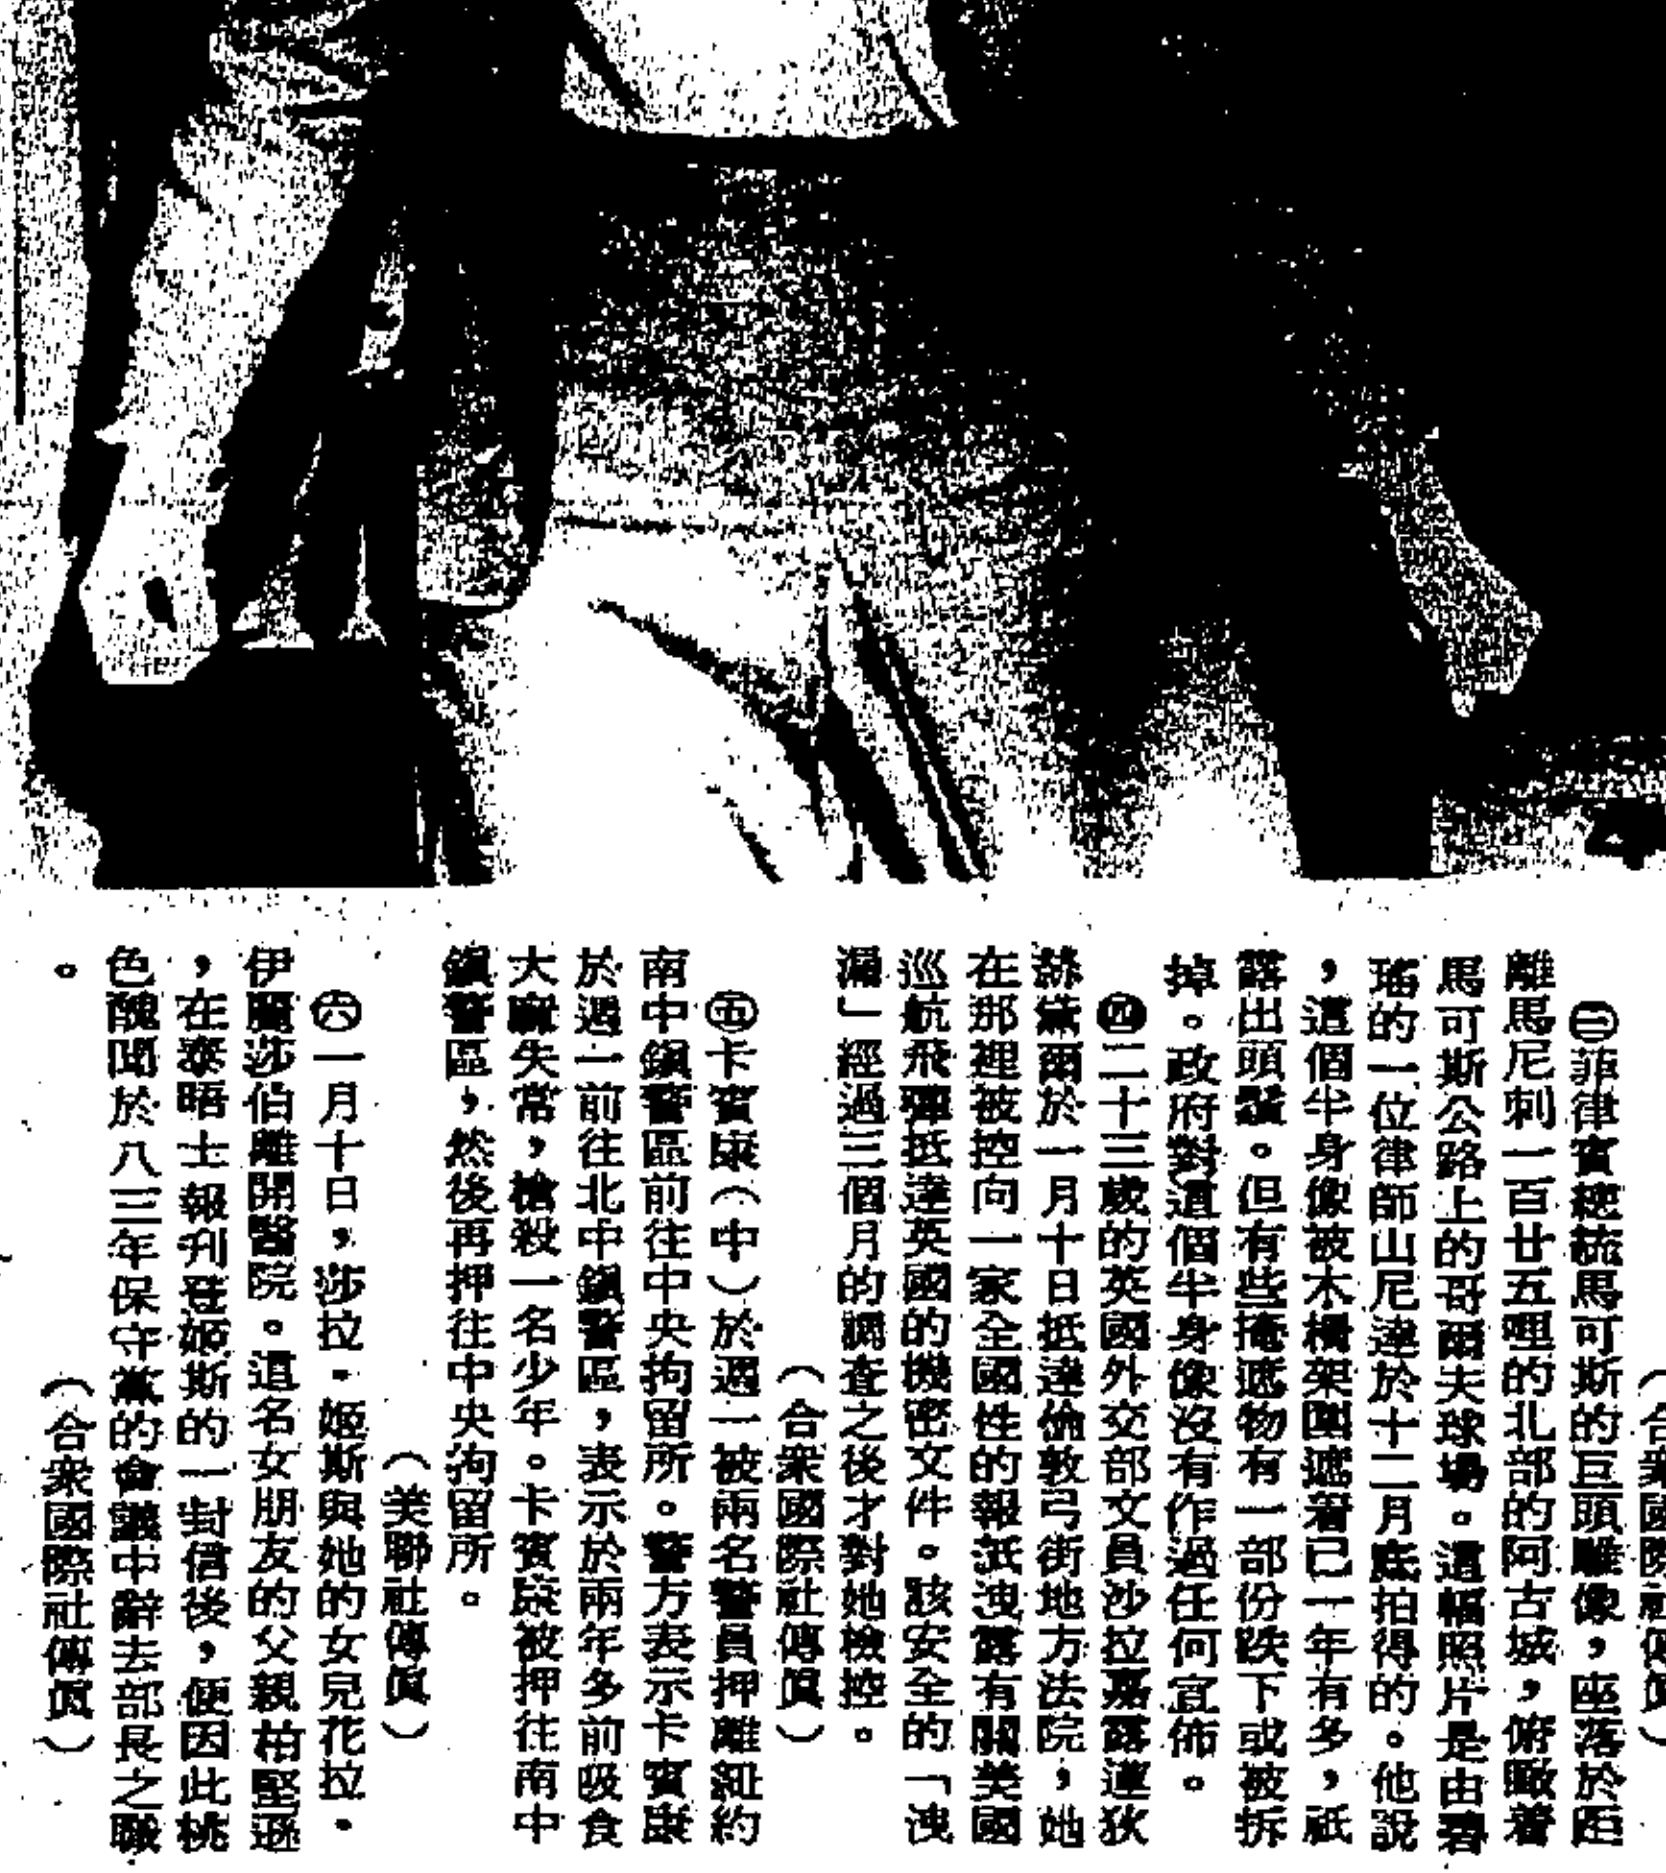 （合衆國際社傳眞）
㊂菲律賓總統馬可斯的巨頭雕像，座落於距
離馬尼刺一百廿五哩的北部的阿古城，俯瞰着
馬可斯公路上的哥爾夫球場。這幅照片是由碧
瑤的一位律師山尼達於十二月底拍得的。他說
，這個半身像被木柵架圍遮着已一年有多，祇
露出頭髮。但有些掩遮物有一部份跌下或被拆
掉。政府對這個半身像沒有作過任何宣佈。
㊃二十三歲的英國外交部文員沙拉嘉露蓮狄
絲黛爾於一月十日抵達倫敦弓街地方法院，她
在那裡被控向一家全國性的報紙洩露有關美國
巡航飛彈抵達英國的機密文件。該安全的「洩
漏」經過三個月的調查之後才對她檢控。
（合衆國際社傳眞）
㊄卡賓康（中）於週一被兩名警員押離紐約
南中鎭警區前往中央拘留所。警方表示卡賓康
於週一前往北中鎭警區，表示於兩年多前吸食
大麻失常，槍殺一名少年。卡賓康被押往南中
鎭警區，然後再押往中央拘留所。
（美聯社傳眞）
㊅一月十日，莎拉・姬斯與她的女兒花拉・
伊麗莎伯離開醫院。這名女朋友的父親柏堅遜
，在泰晤士報刋登姬斯的一封信後，便因此桃
色醜聞於八三年保守黨的會議中辭去部長之職
。
（合衆國際社傳眞）